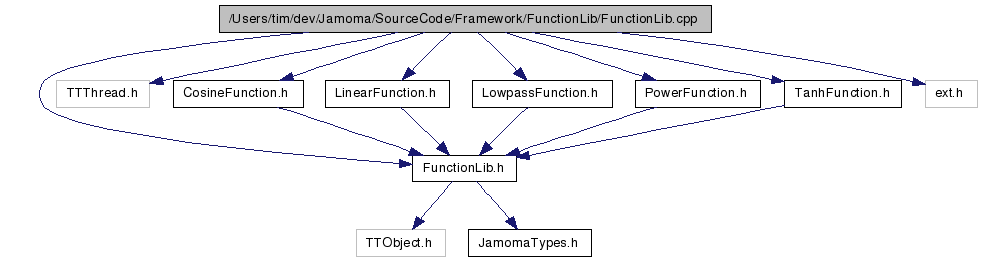 /Users/tim/dev/Jamoma/SourceCode/Framework/FunctionLib/FunctionLib.cpp
TTThread.h
CosineFunction.h
LinearFunction.h
LowpassFunction.h
PowerFunction.h
TanhFunction.h
ext.h
FunctionLib.h
TTObject.h
JamomaTypes.h